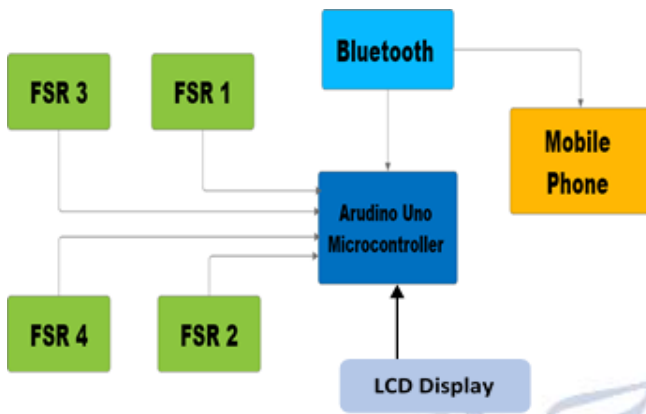 Bluetooth
FSR 3
FSR 1
Mobile
Phone
Arudino Uno
Microcontroller
FSR 4
FSR 2
LCD Display